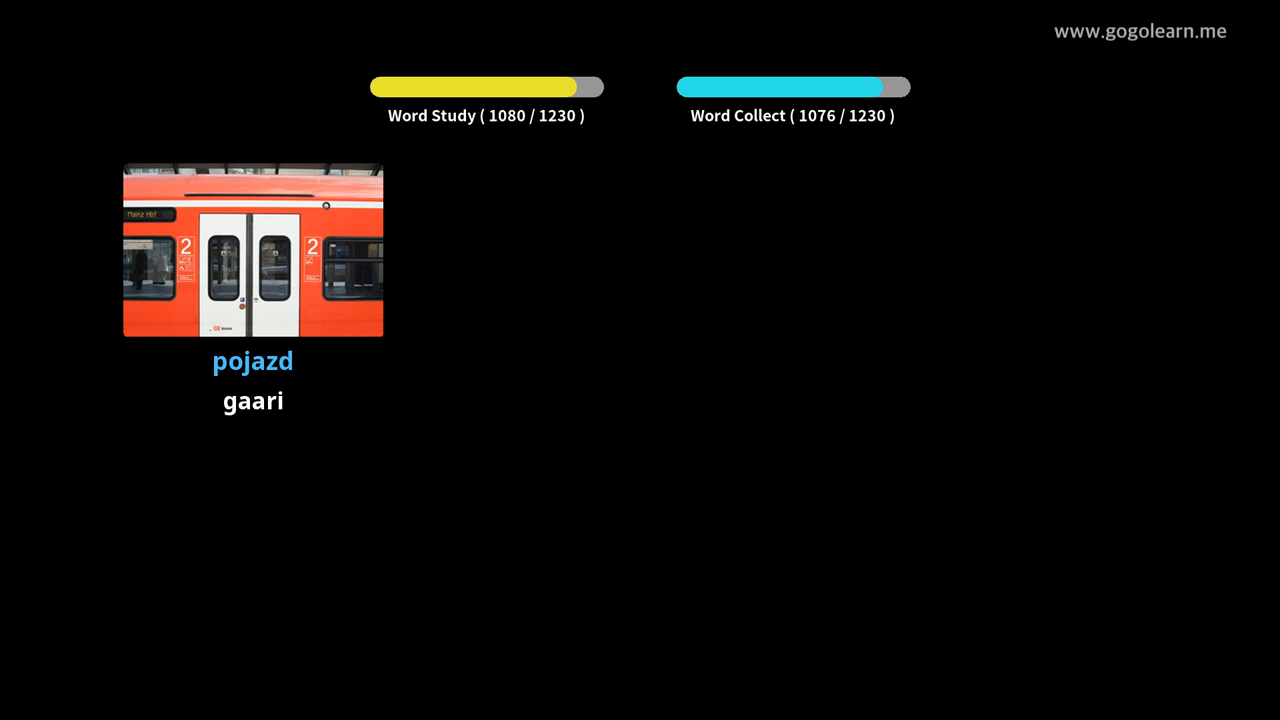 www.gogolearn.me
Word Study ( 1080 / 1230 )
Word Collect ( 1076 / 1230 )
Mainz Hbf
2
2
pojazd
gaari